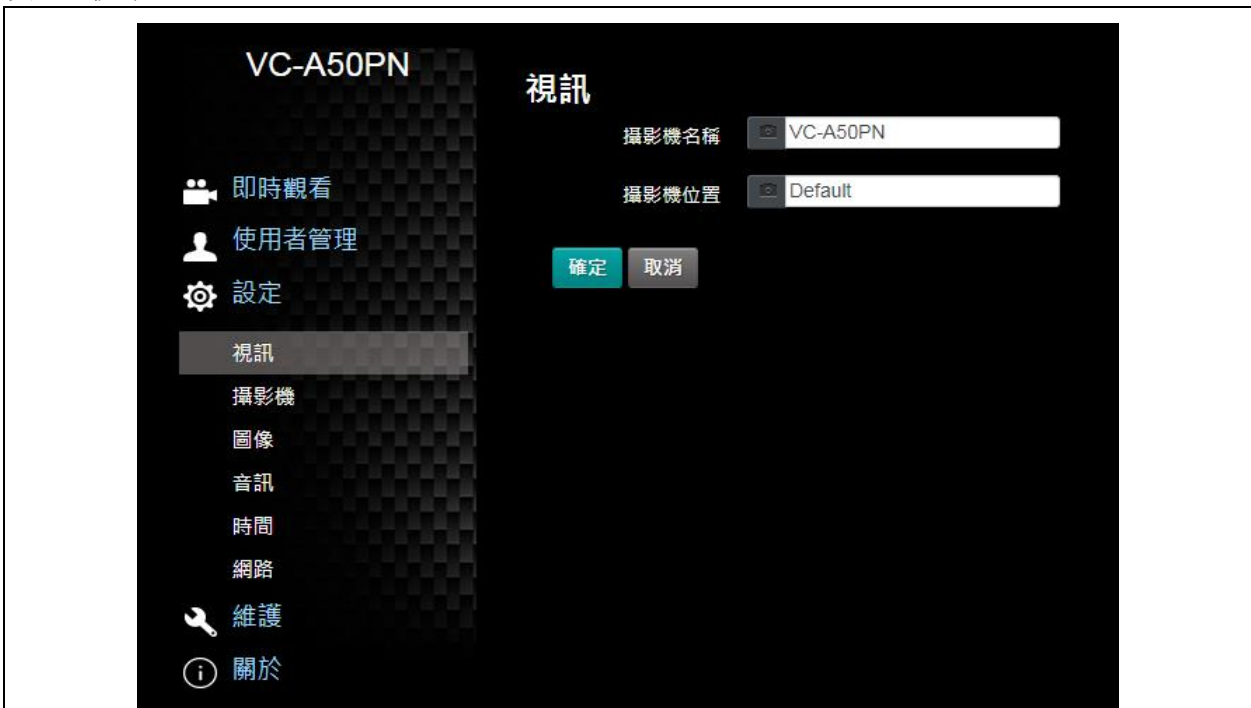 VC-A50PN
即時觀看
使用者管理
設定
視訊
攝影機
圖像
音訊
時間
網路
維護
關於
視訊
攝影機名稱 VC-A50PN
攝影機位置 Default
確定 取消